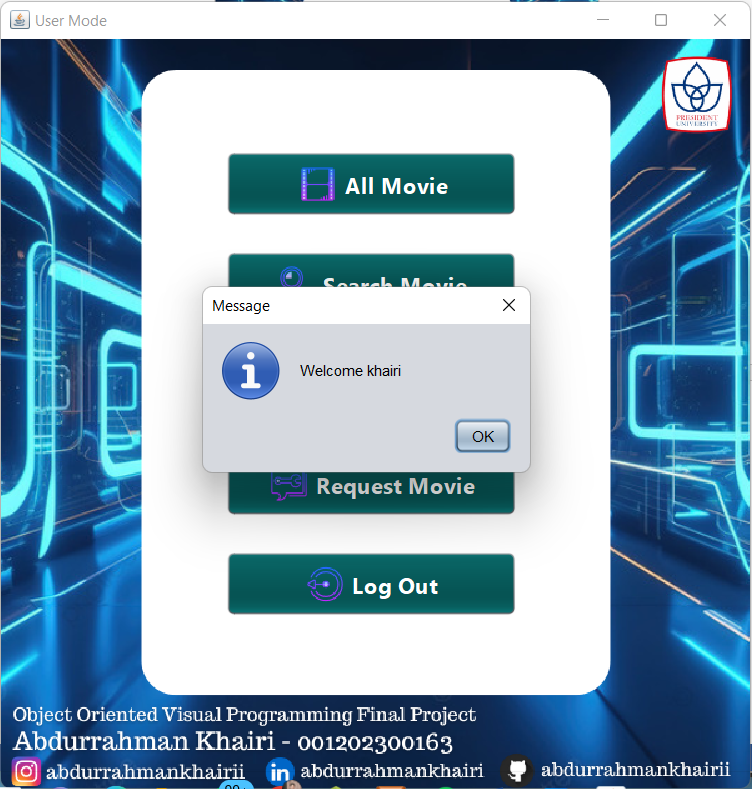 User Mode
PRESIDENT
UNIVERSITY
All Movie
Search Movie
Message
Welcome khairi
OK
Request Movie
Log Out
Object Oriented Visual Programming Final Project
Abdurrahman Khairi - 001202300163
abdurrahmankhairii abdurrahmankhairi abdurrahmankhairii